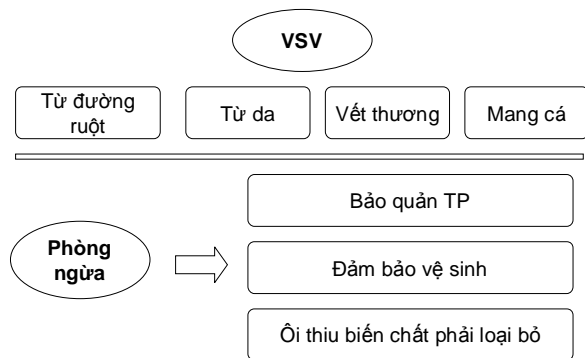 VSV
Từ đường
ruột
Từ da
Vết thương
Mang cá
Bảo quản TP
Phòng
ngừa
Đảm bảo vệ sinh
Ôi thiu biến chất phải loại bỏ